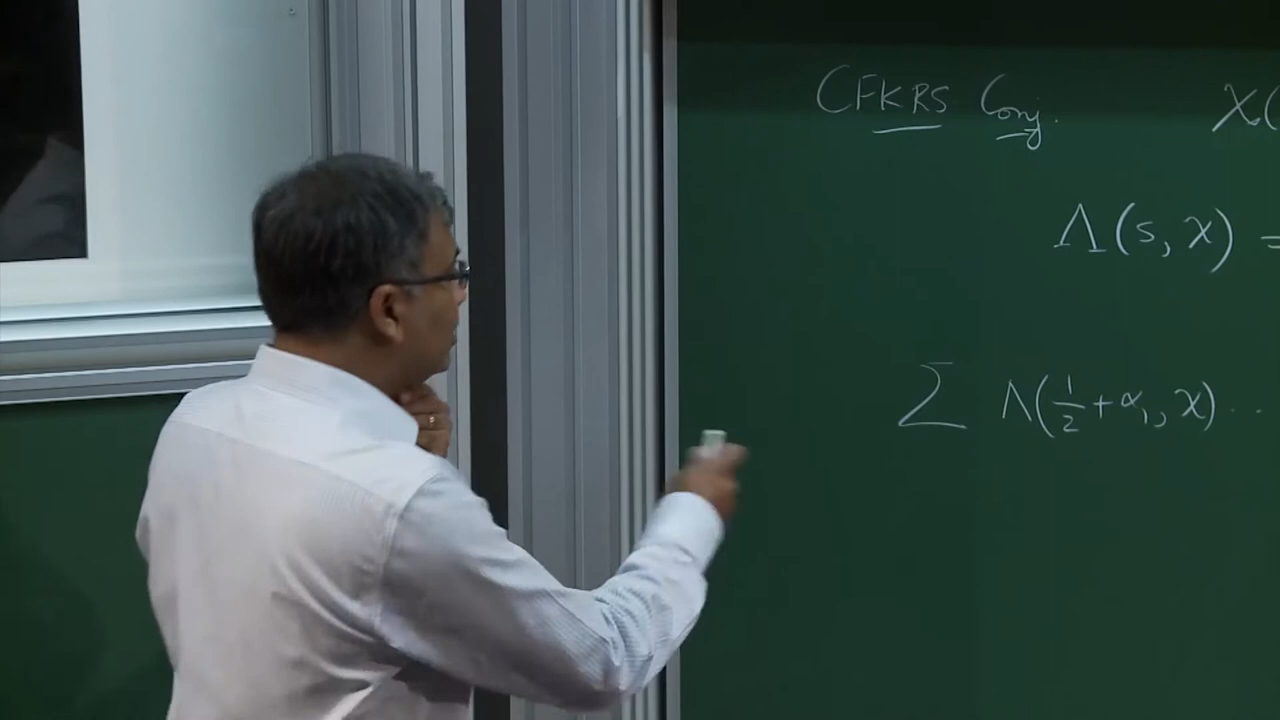 CFKRS Conj. X(
Λ(s, χ) =
∑ Λ(1/2+α₁, χ) ...